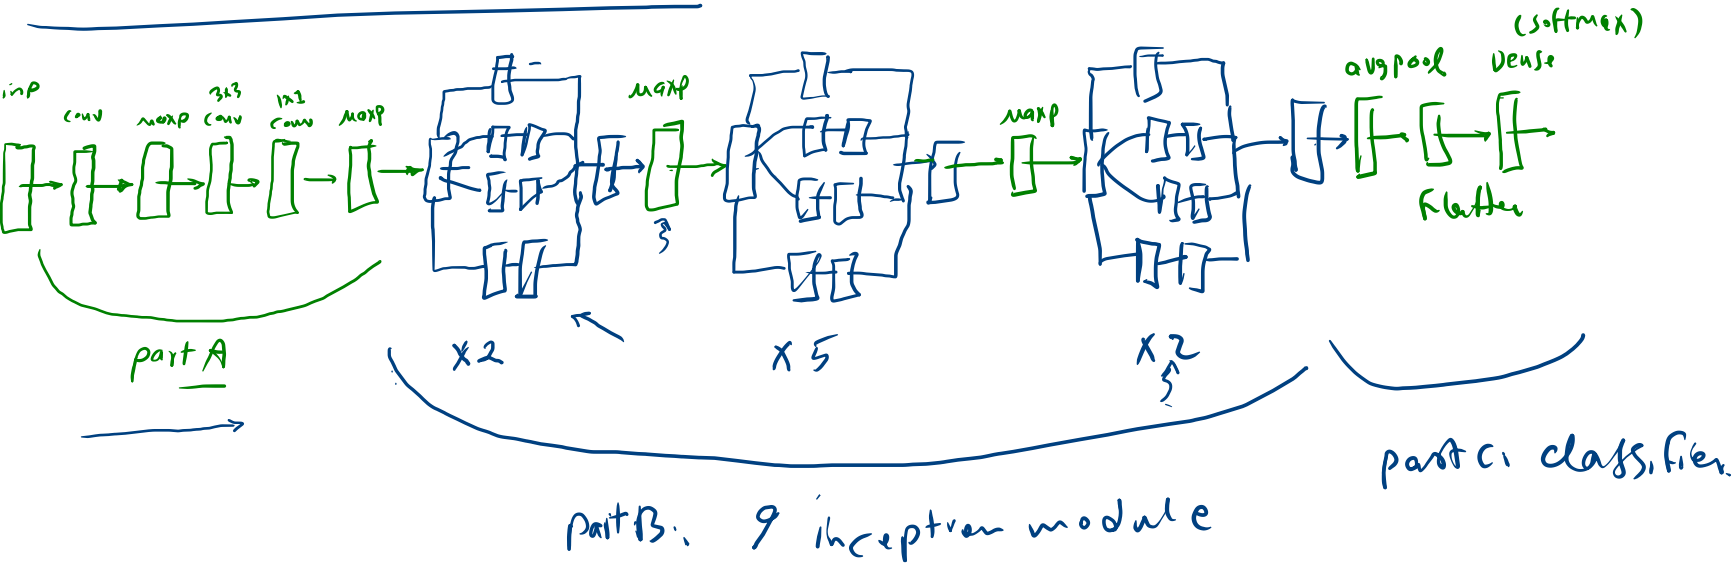 (softmax)
inp
conv
maxp
3x3
conv
1x1
conv
maxp
maxp
maxp
avgpool
Dense
Flatten
x2
x5
x2
part A
part B: 9 inception module
part C: classifier.